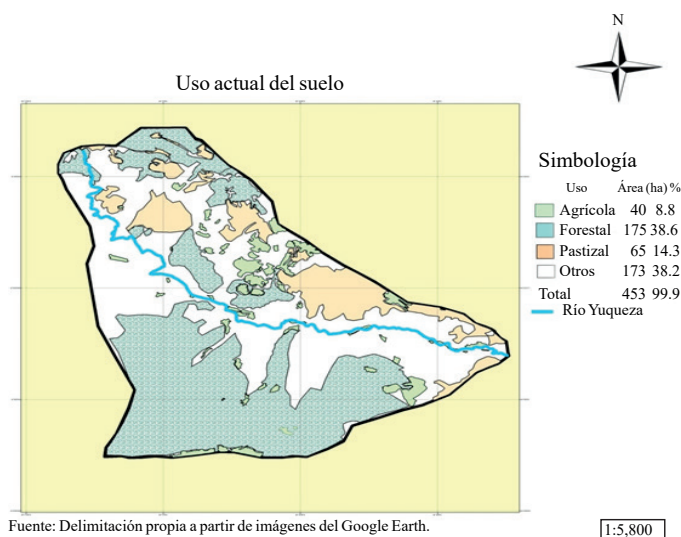 N
Uso actual del suelo
Simbología
Uso Área (ha) %
Agrícola 40 8.8
Forestal 175 38.6
Pastizal 65 14.3
Otros 173 38.2
Total 453 99.9
Río Yuqueza
Fuente: Delimitación propia a partir de imágenes del Google Earth.
1:5,800